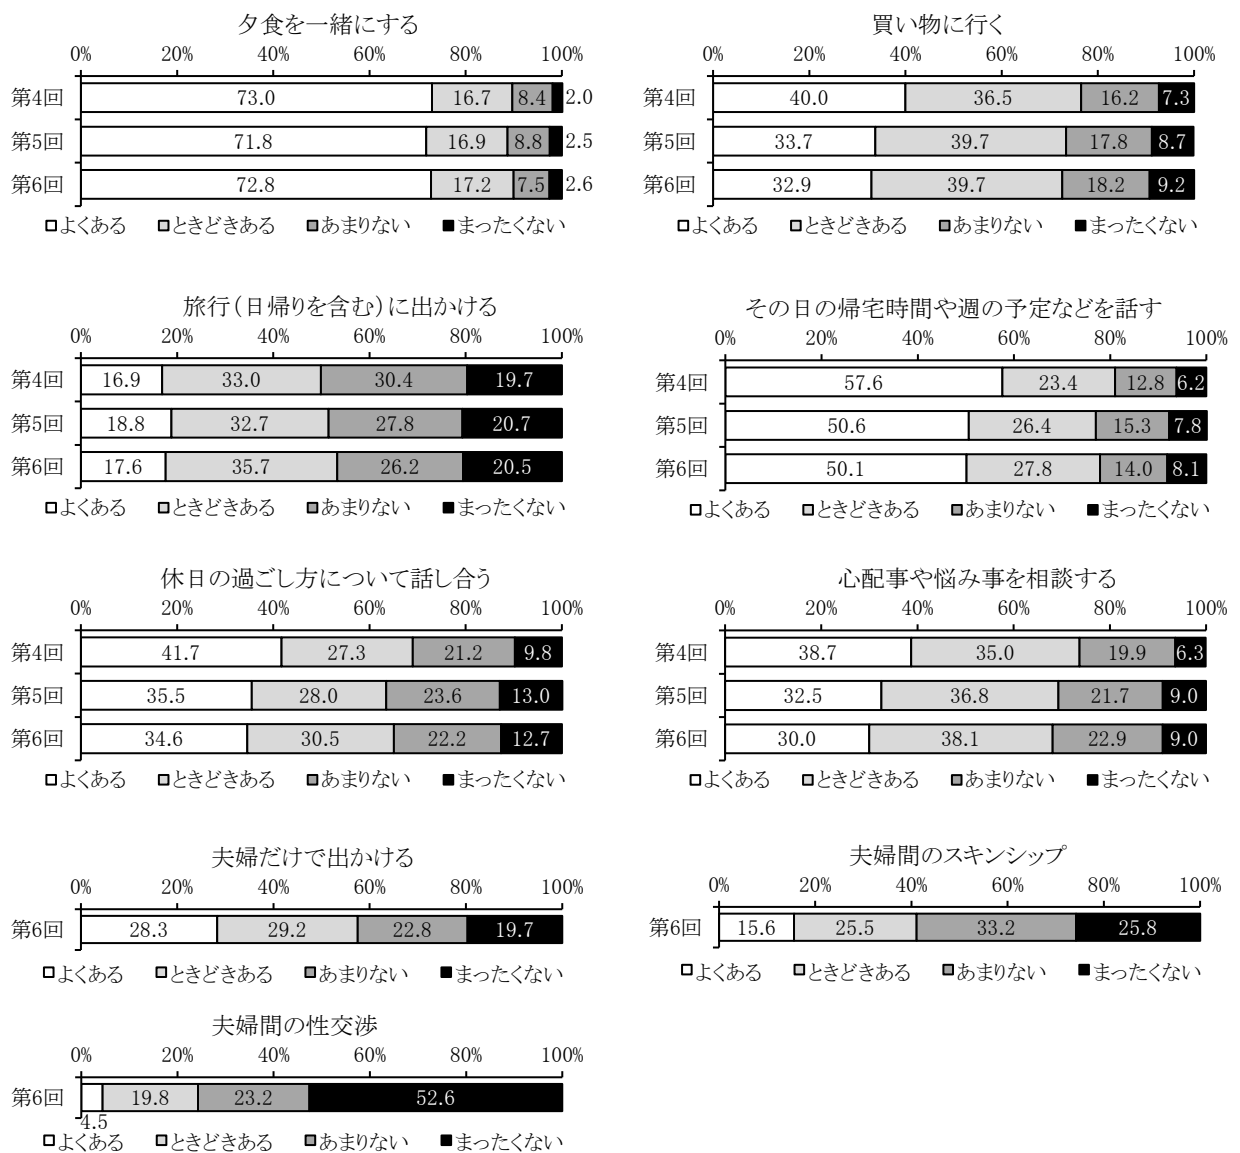 夕食を一緒にする
0% 20% 40% 60% 80% 100%
第4回 73.0 16.7 8.4 2.0
第5回 71.8 16.9 8.8 2.5
第6回 72.8 17.2 7.5 2.6
よくある ときどきある あまりない まったくない
買い物に行く
0% 20% 40% 60% 80% 100%
第4回 40.0 36.5 16.2 7.3
第5回 33.7 39.7 17.8 8.7
第6回 32.9 39.7 18.2 9.2
よくある ときどきある あまりない まったくない
旅行(日帰りを含む)に出かける
0% 20% 40% 60% 80% 100%
第4回 16.9 33.0 30.4 19.7
第5回 18.8 32.7 27.8 20.7
第6回 17.6 35.7 26.2 20.5
よくある ときどきある あまりない まったくない
その日の帰宅時間や週の予定などを話す
0% 20% 40% 60% 80% 100%
第4回 57.6 23.4 12.8 6.2
第5回 50.6 26.4 15.3 7.8
第6回 50.1 27.8 14.0 8.1
よくある ときどきある あまりない まったくない
休日の過ごし方について話し合う
0% 20% 40% 60% 80% 100%
第4回 41.7 27.3 21.2 9.8
第5回 35.5 28.0 23.6 13.0
第6回 34.6 30.5 22.2 12.7
よくある ときどきある あまりない まったくない
心配事や悩み事を相談する
0% 20% 40% 60% 80% 100%
第4回 38.7 35.0 19.9 6.3
第5回 32.5 36.8 21.7 9.0
第6回 30.0 38.1 22.9 9.0
よくある ときどきある あまりない まったくない
夫婦だけで出かける
0% 20% 40% 60% 80% 100%
第6回 28.3 29.2 22.8 19.7
よくある ときどきある あまりない まったくない
夫婦間のスキンシップ
0% 20% 40% 60% 80% 100%
第6回 15.6 25.5 33.2 25.8
よくある ときどきある あまりない まったくない
夫婦間の性交渉
0% 20% 40% 60% 80% 100%
第6回 4.5 19.8 23.2 52.6
よくある ときどきある あまりない まったくない